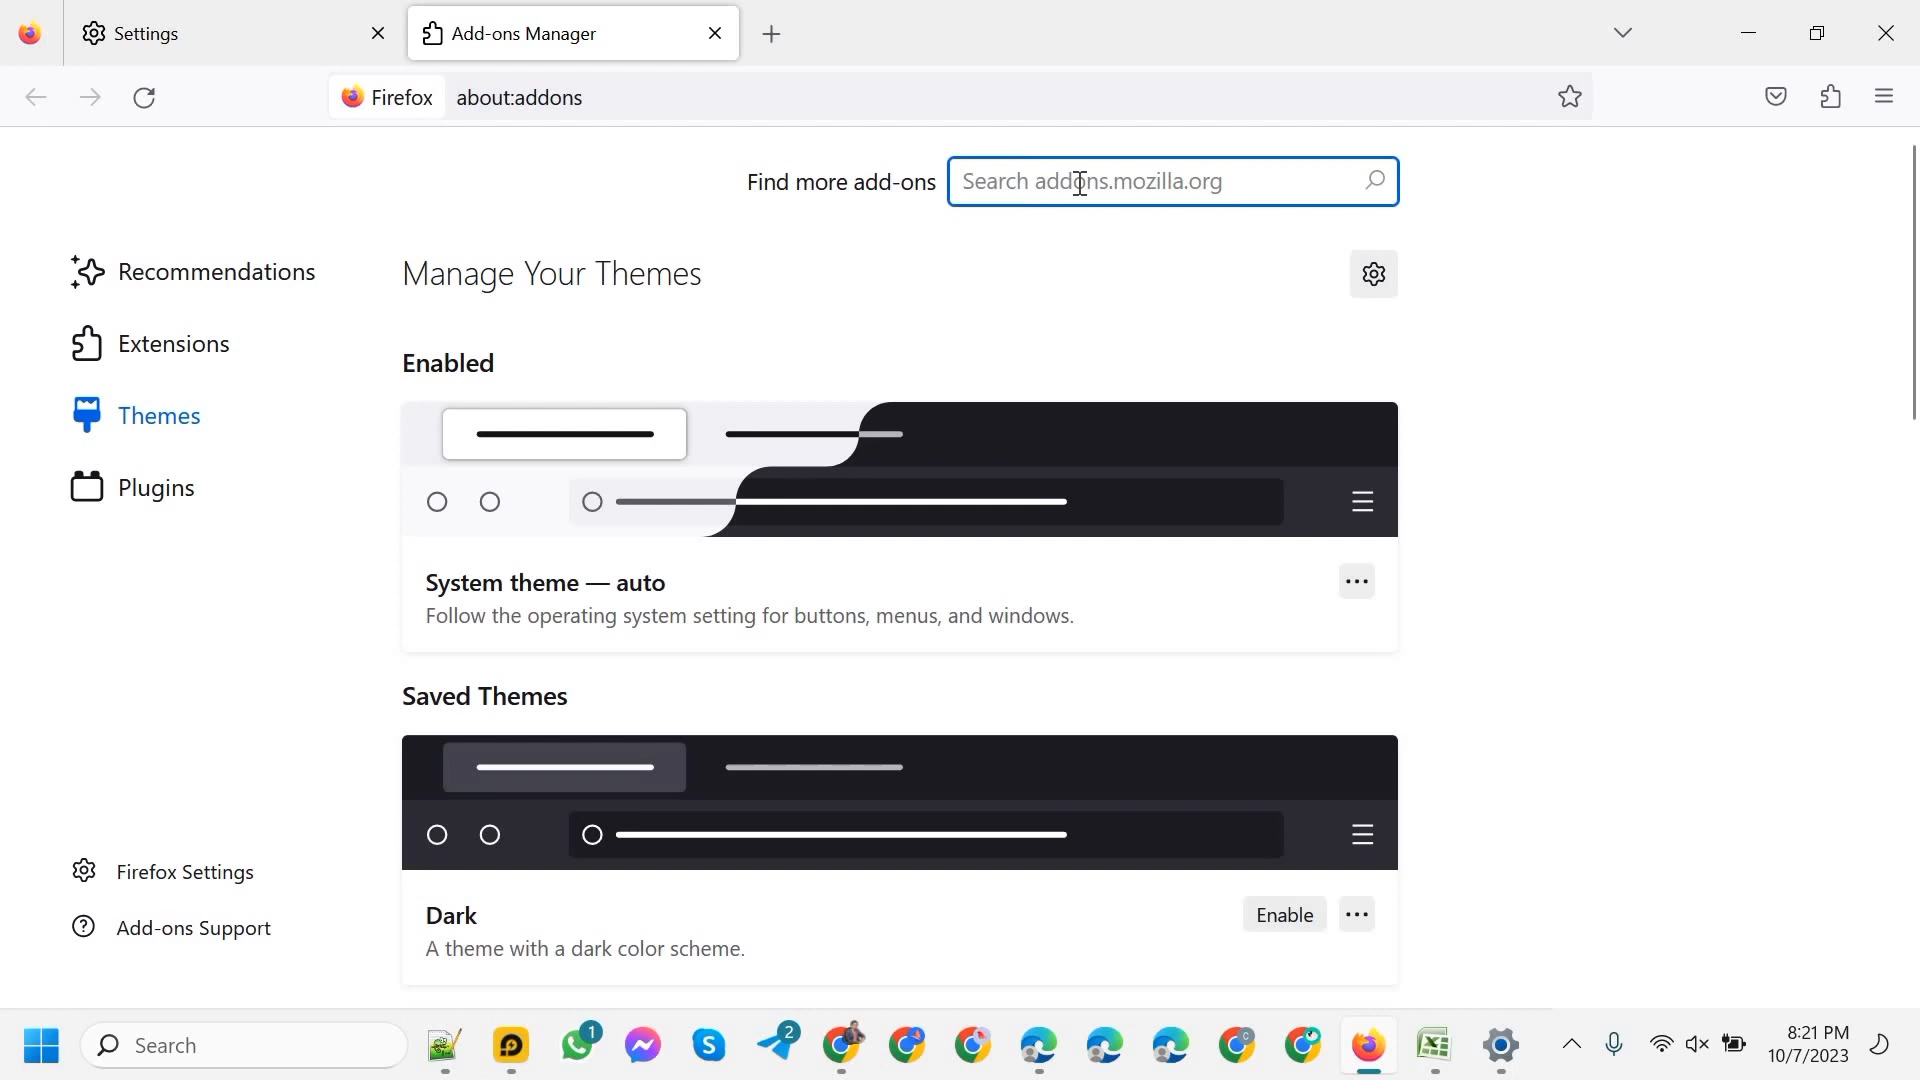 Settings
Add-ons Manager
Firefox about:addons
Find more add-ons Search addons.mozilla.org
Recommendations
Extensions
Themes
Plugins
Firefox Settings
Add-ons Support
Manage Your Themes
Enabled
System theme — auto
Follow the operating system setting for buttons, menus, and windows.
Saved Themes
Dark
Enable
A theme with a dark color scheme.
Search
1
2
8:21 PM
10/7/2023